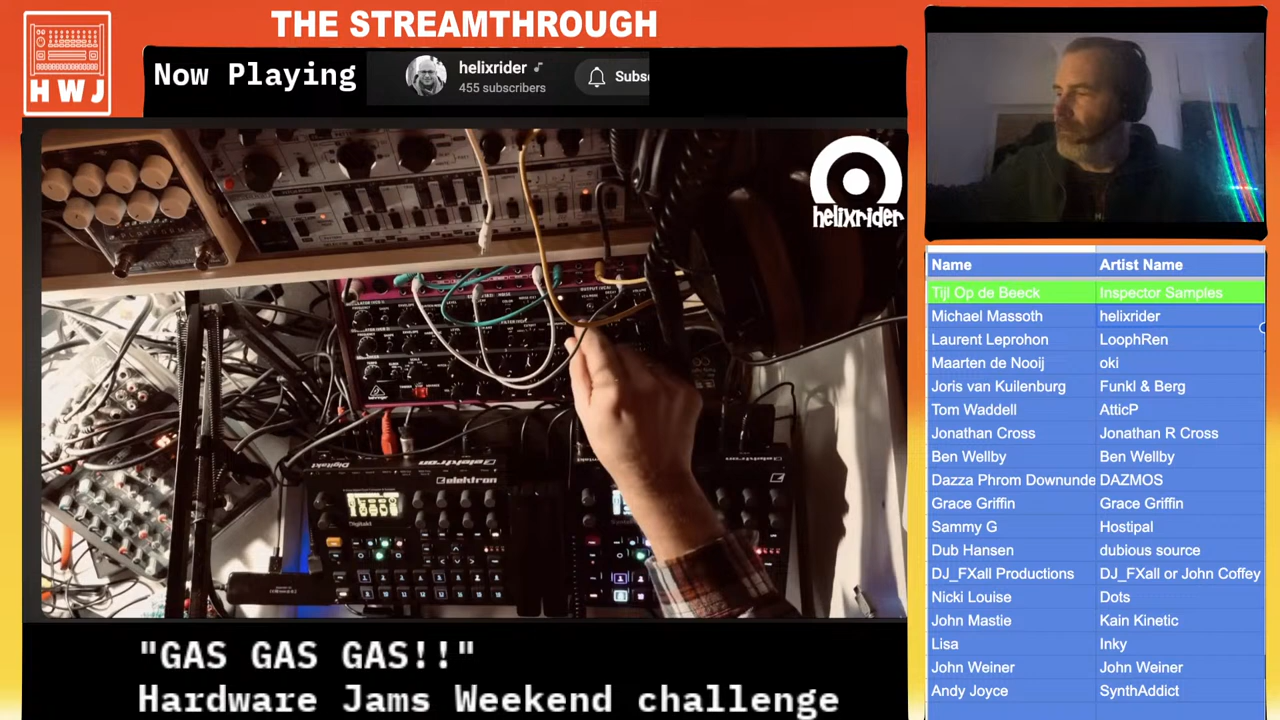 THE STREAMTHROUGH
HWJ
Now Playing
helixrider
455 subscribers
Subs
helixrider
behringer
elektron
Digitakt
elektron
Digitakt
"GAS GAS GAS!!"
Hardware Jams Weekend challenge
Name Artist Name
Tijl Op de Beeck Inspector Samples
Michael Massoth helixrider
Laurent Leprohon LoophRen
Maarten de Nooij oki
Joris van Kuilenburg Funkl & Berg
Tom Waddell AtticP
Jonathan Cross Jonathan R Cross
Ben Wellby Ben Wellby
Dazza Phrom Downunde DAZMOS
Grace Griffin Grace Griffin
Sammy G Hostipal
Dub Hansen dubious source
DJ_FXall Productions DJ_FXall or John Coffey
Nicki Louise Dots
John Mastie Kain Kinetic
Lisa Inky
John Weiner John Weiner
Andy Joyce SynthAddict